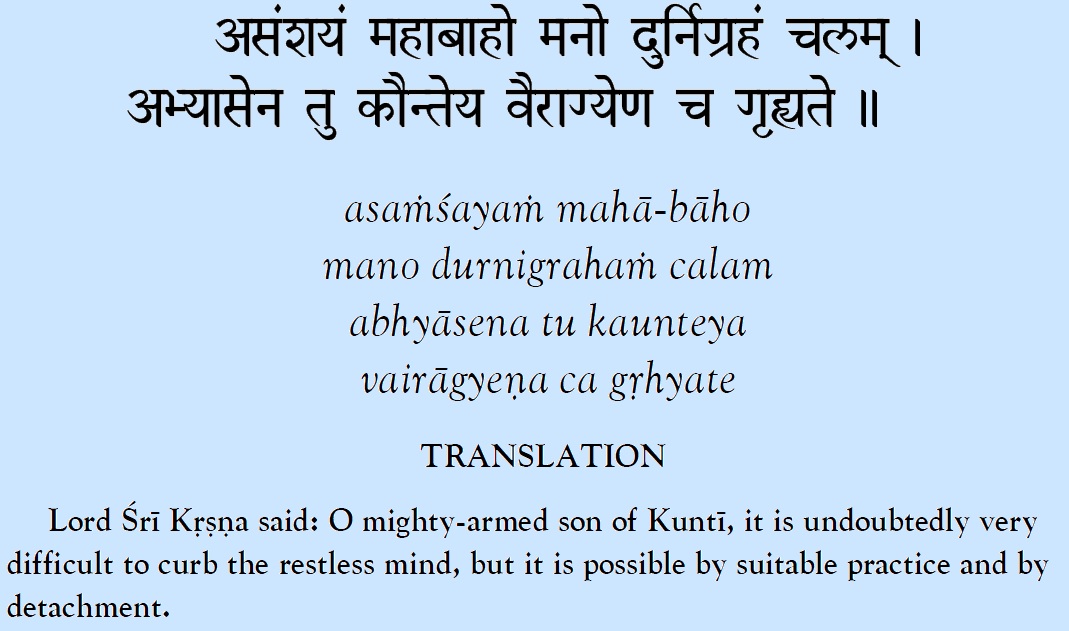 असंशयं महाबाहो मनो दुर्निग्रहं चलम् ।
अभ्यासेन तु कौन्तेय वैराग्येण च गृह्यते ॥
asaṁśayaṁ mahā-bāho
mano durnigrahaṁ calam
abhyāsena tu kaunteya
vairāgyeṇa ca gṛhyate
TRANSLATION
Lord Śrī Kṛṣṇa said: O mighty-armed son of Kuntī, it is undoubtedly very
difficult to curb the restless mind, but it is possible by suitable practice and by
detachment.